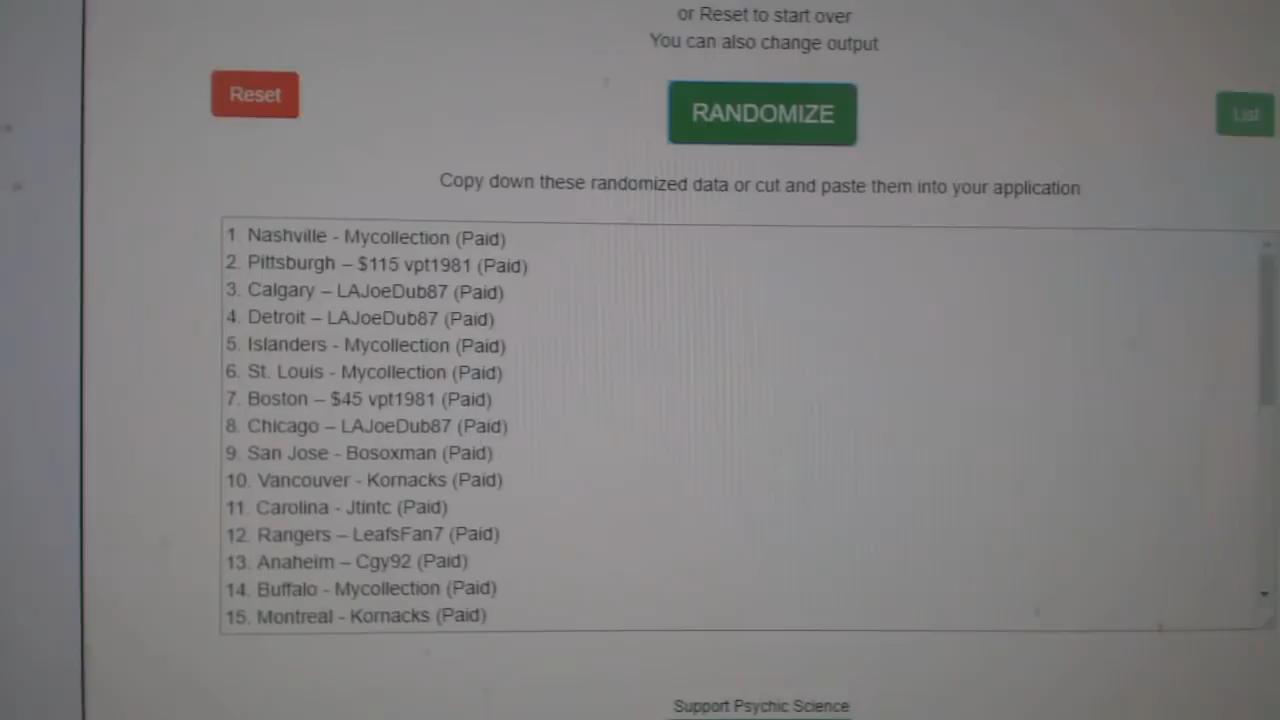 or Reset to start over
You can also change output
Reset
RANDOMIZE
List
Copy down these randomized data or cut and paste them into your application
1. Nashville - Mycollection (Paid)
2. Pittsburgh – $115 vpt1981 (Paid)
3. Calgary – LAJoeDub87 (Paid)
4. Detroit – LAJoeDub87 (Paid)
5. Islanders - Mycollection (Paid)
6. St. Louis - Mycollection (Paid)
7. Boston – $45 vpt1981 (Paid)
8. Chicago – LAJoeDub87 (Paid)
9. San Jose - Bosoxman (Paid)
10. Vancouver - Kornacks (Paid)
11. Carolina - Jtintc (Paid)
12. Rangers – LeafsFan7 (Paid)
13. Anaheim – Cgy92 (Paid)
14. Buffalo - Mycollection (Paid)
15. Montreal - Kornacks (Paid)
Support Psychic Science